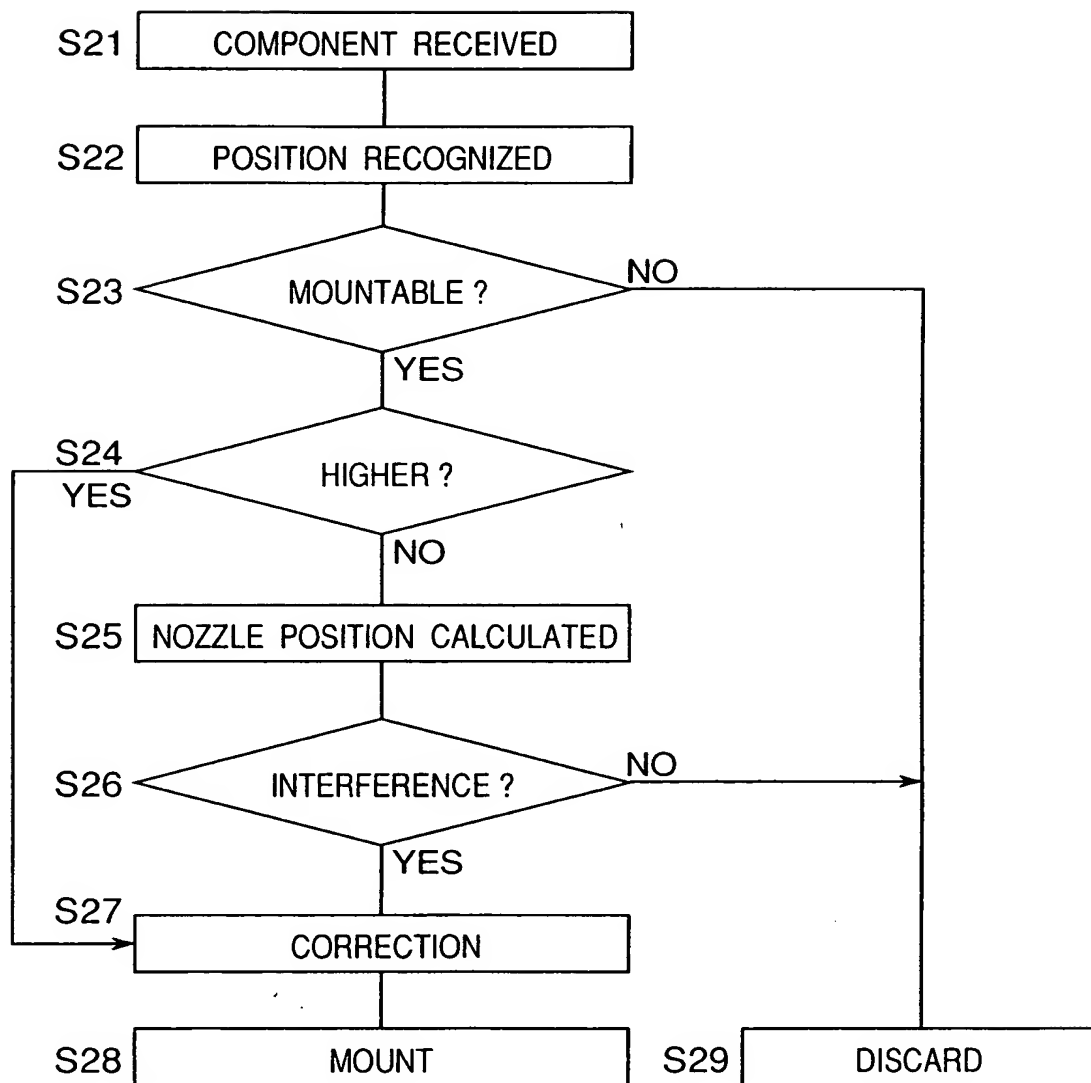 S21 COMPONENT RECEIVED
S22 POSITION RECOGNIZED
S23 MOUNTABLE ? NO
YES
S24 HIGHER ?
YES
NO
S25 NOZZLE POSITION CALCULATED
S26 INTERFERENCE ? NO
YES
S27 CORRECTION
S28 MOUNT S29 DISCARD